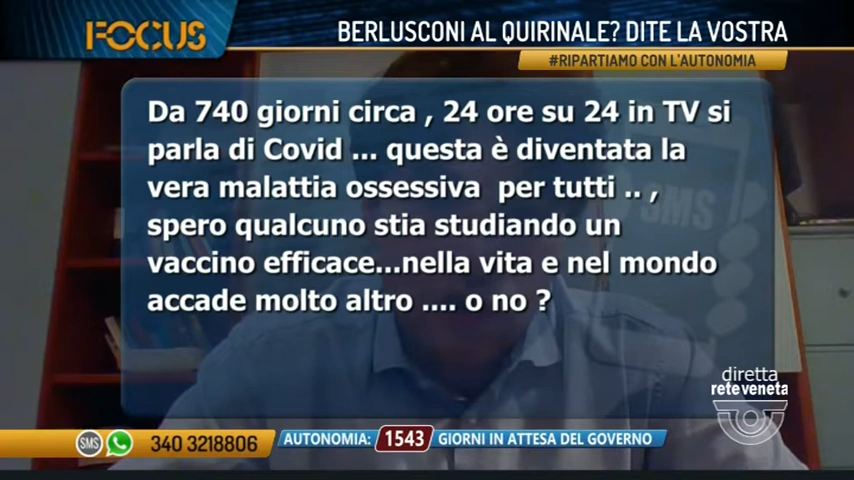 FOCUS
BERLUSCONI AL QUIRINALE? DITE LA VOSTRA
#RIPARTIAMO CON L'AUTONOMIA
Da 740 giorni circa , 24 ore su 24 in TV si
parla di Covid ... questa è diventata la
vera malattia ossessiva per tutti .. ,
spero qualcuno stia studiando un
vaccino efficace...nella vita e nel mondo
accade molto altro .... o no ?
SMS
diretta
reteveneta
SMS 340 3218806
AUTONOMIA: 1543 GIORNI IN ATTESA DEL GOVERNO